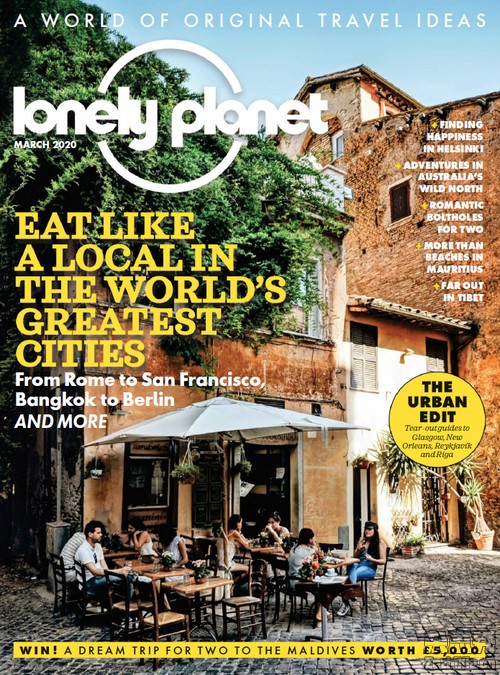 A WORLD OF ORIGINAL TRAVEL IDEAS
lonely planet
MARCH 2020
+ FINDING
HAPPINESS
IN HELSINKI
+ ADVENTURES IN
AUSTRALIA'S
WILD NORTH
+ ROMANTIC
BOLTHOLES
FOR TWO
+ MORE THAN
BEACHES IN
MAURITIUS
+ FAR OUT
IN TIBET
EAT LIKE
A LOCAL IN
THE WORLD'S
GREATEST
CITIES
From Rome to San Francisco,
Bangkok to Berlin
AND MORE
THE
URBAN
EDIT
Tear-out guides to
Glasgow, New
Orleans, Reykjavík
and Riga
WIN! A DREAM TRIP FOR TWO TO THE MALDIVES WORTH £5,000